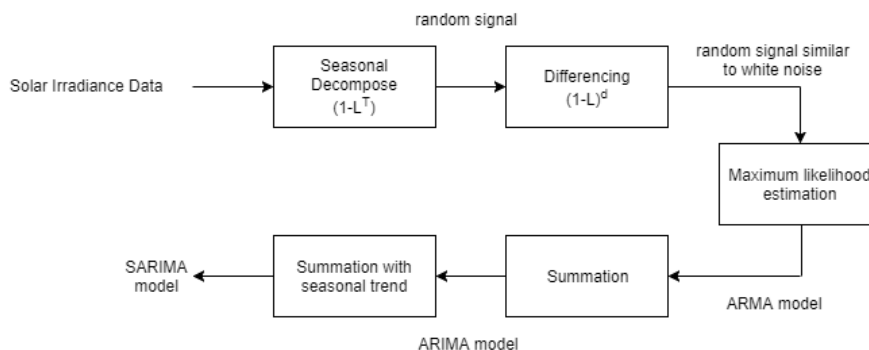 random signal
Solar Irradiance Data
Seasonal
Decompose
(1-L^T)
Differencing
(1-L)^d
random signal similar
to white noise
Maximum likelihood
estimation
SARIMA
model
Summation with
seasonal trend
Summation
ARMA model
ARIMA model